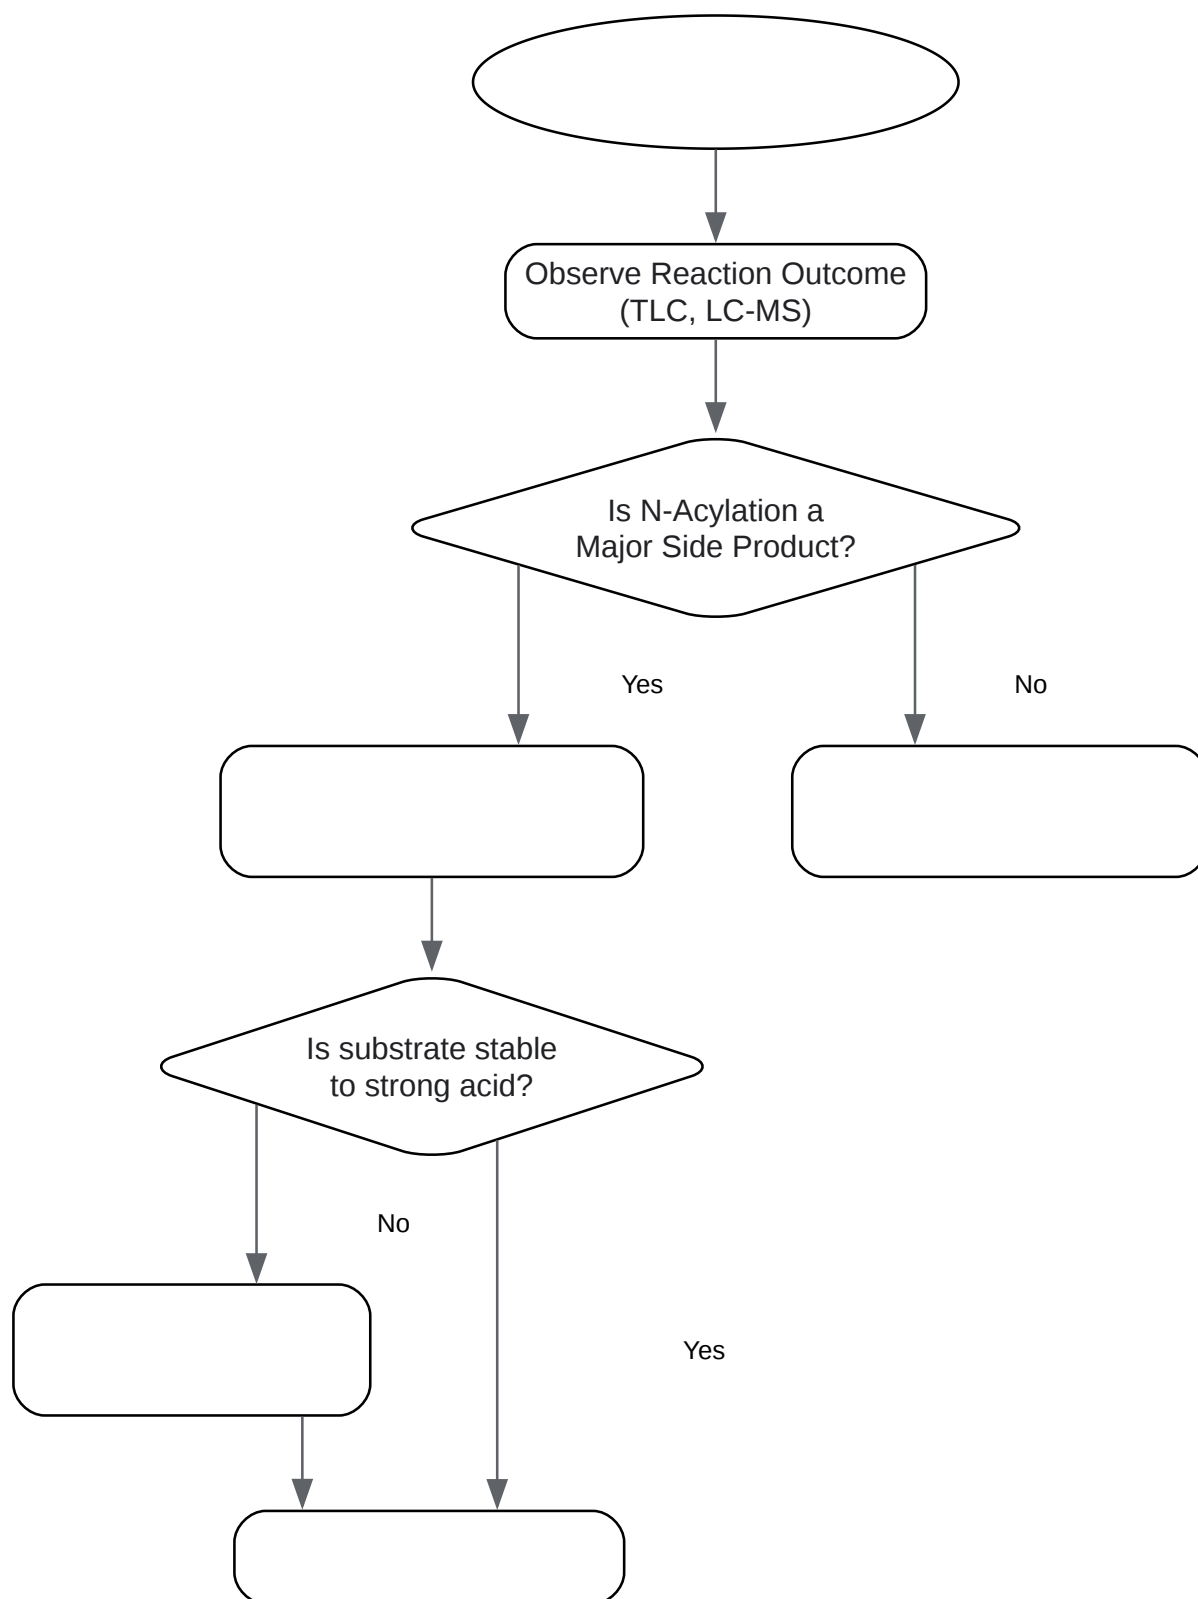 Observe Reaction Outcome
(TLC, LC-MS)
Is N-Acylation a
Major Side Product?
Yes
No
Is substrate stable
to strong acid?
No
Yes